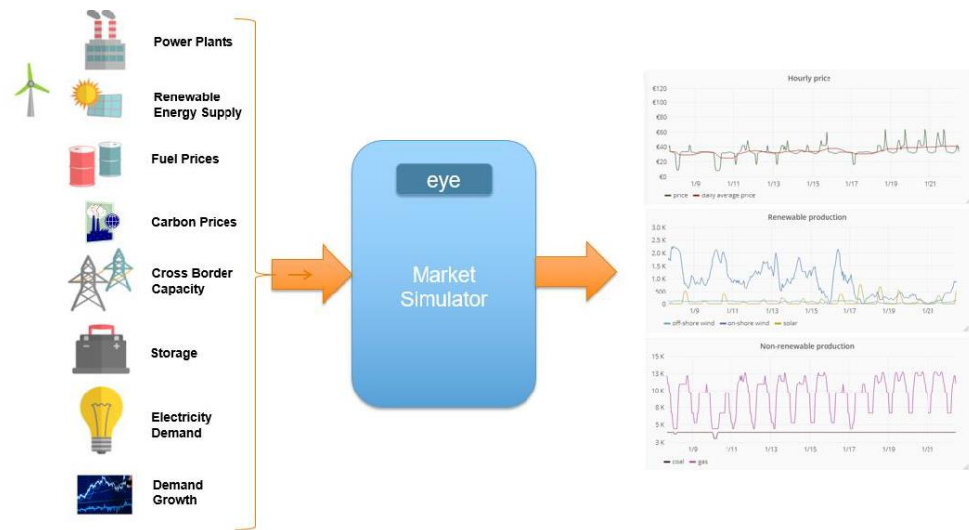 Power Plants
Renewable
Energy Supply
Fuel Prices
Carbon Prices
Cross Border
Capacity
Storage
Electricity
Demand
Demand
Growth
eye
Market
Simulator
Hourly price
€120
€100
€80
€60
€40
€20
€0
1/9 1/11 1/13 1/15 1/17 1/19 1/21
price daily average price
Renewable production
3.0 K
2.5 K
2.0 K
1.5 K
1.0 K
500
0
1/9 1/11 1/13 1/15 1/17 1/19 1/21
off-shore wind on-shore wind solar
Non-renewable production
15 K
13 K
10 K
8 K
5 K
3 K
1/9 1/11 1/13 1/15 1/17 1/19 1/21
coal gas